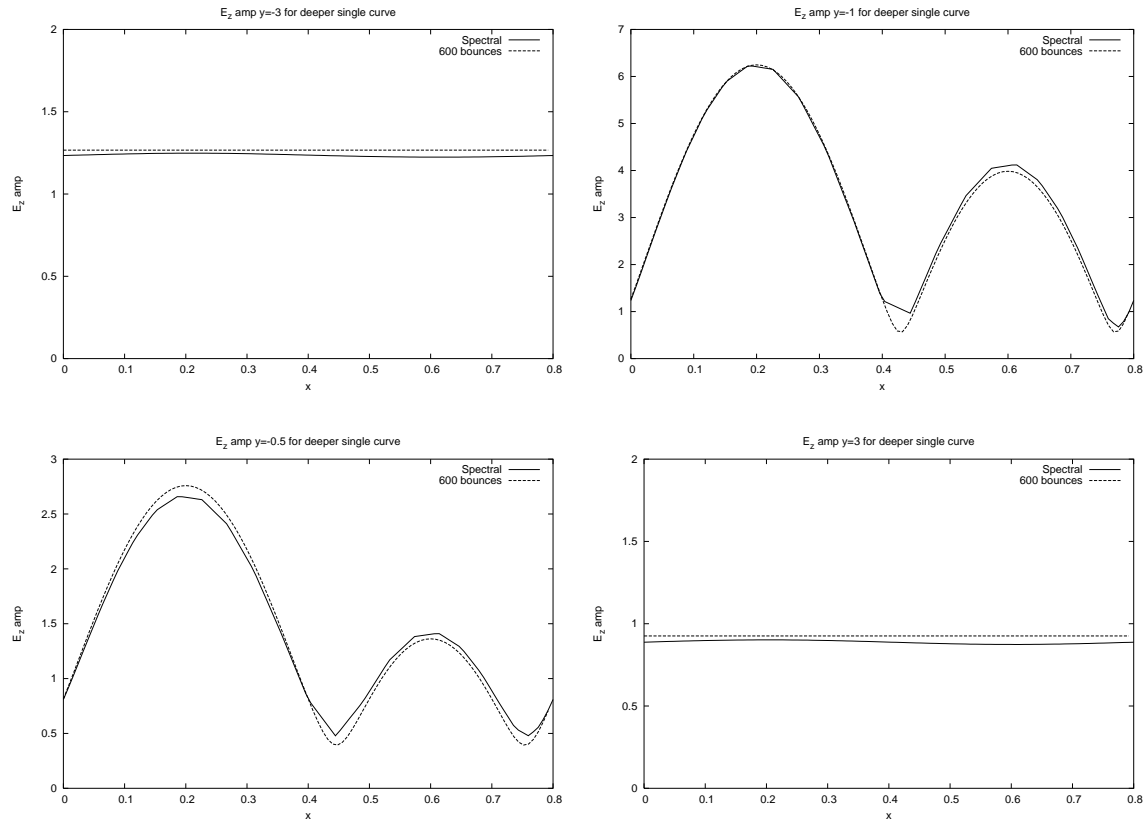 E_z amp y=-3 for deeper single curve
Spectral
600 bounces
2
1.5
1
0.5
0
E_z amp
0 0.1 0.2 0.3 0.4 0.5 0.6 0.7 0.8
x
E_z amp y=-1 for deeper single curve
Spectral
600 bounces
7
6
5
4
3
2
1
0
E_z amp
0 0.1 0.2 0.3 0.4 0.5 0.6 0.7 0.8
x
E_z amp y=-0.5 for deeper single curve
Spectral
600 bounces
3
2.5
2
1.5
1
0.5
0
E_z amp
0 0.1 0.2 0.3 0.4 0.5 0.6 0.7 0.8
x
E_z amp y=3 for deeper single curve
Spectral
600 bounces
2
1.5
1
0.5
0
E_z amp
0 0.1 0.2 0.3 0.4 0.5 0.6 0.7 0.8
x